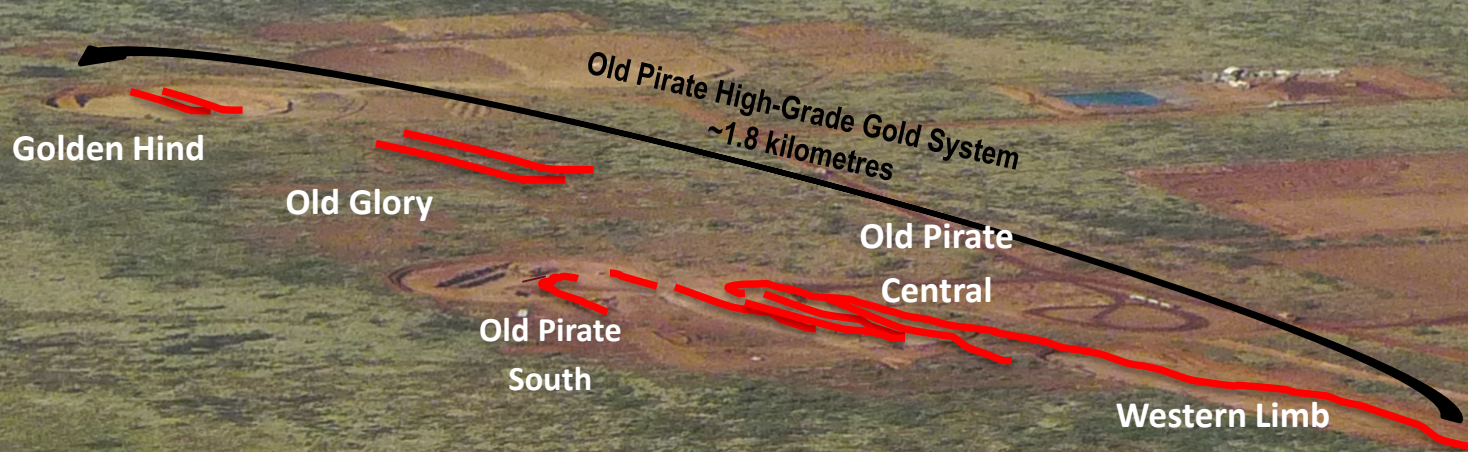 Old Pirate High-Grade Gold System
~1.8 kilometres
Golden Hind
Old Glory
Old Pirate
Central
Old Pirate
South
Western Limb